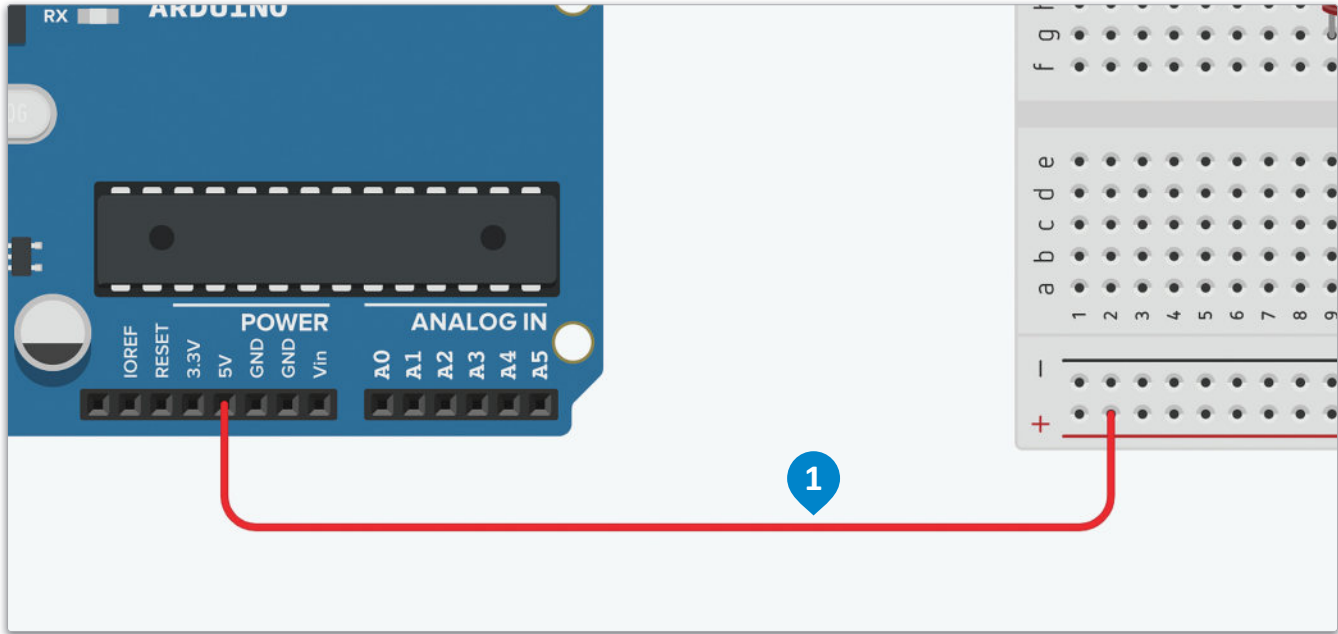 RX ARDUINO
g
f
e
d
c
b
a
1 2 3 4 5 6 7 8 9
POWER ANALOG IN
IOREF RESET 3.3V 5V GND GND Vin A0 A1 A2 A3 A4 A5
−
+
1